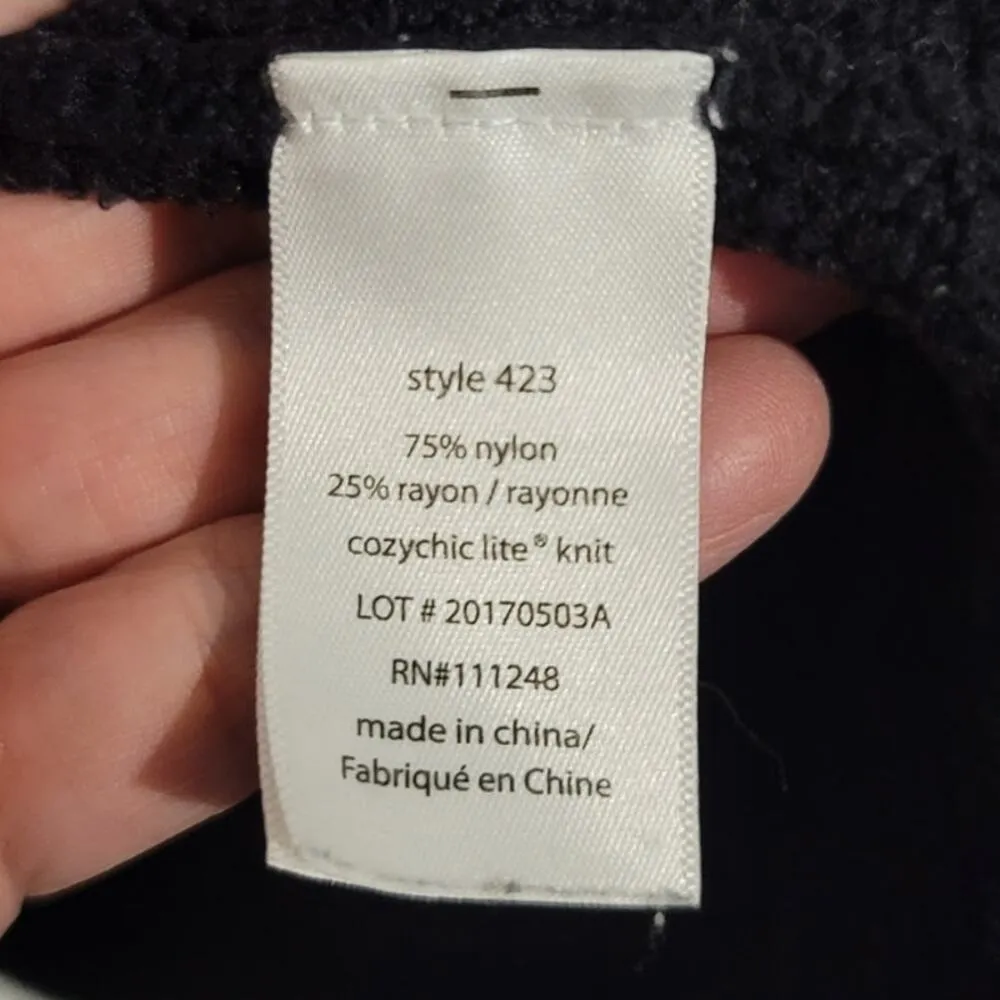 style 423
75% nylon
25% rayon / rayonne
cozychic lite® knit
LOT # 20170503A
RN#111248
made in china/
Fabriqué en Chine